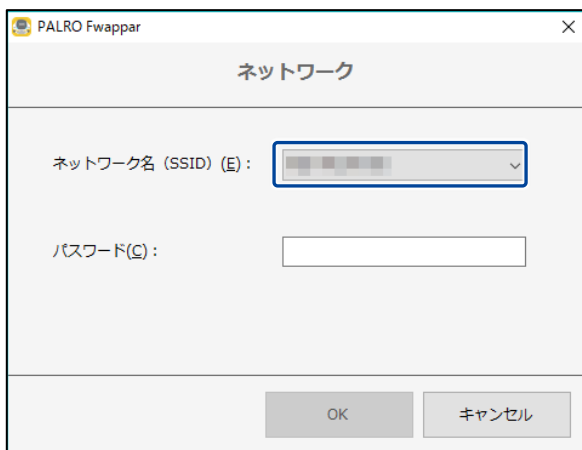 PALRO Fwappar
ネットワーク
ネットワーク名（SSID）(E)：
パスワード(C)：
OK
キャンセル